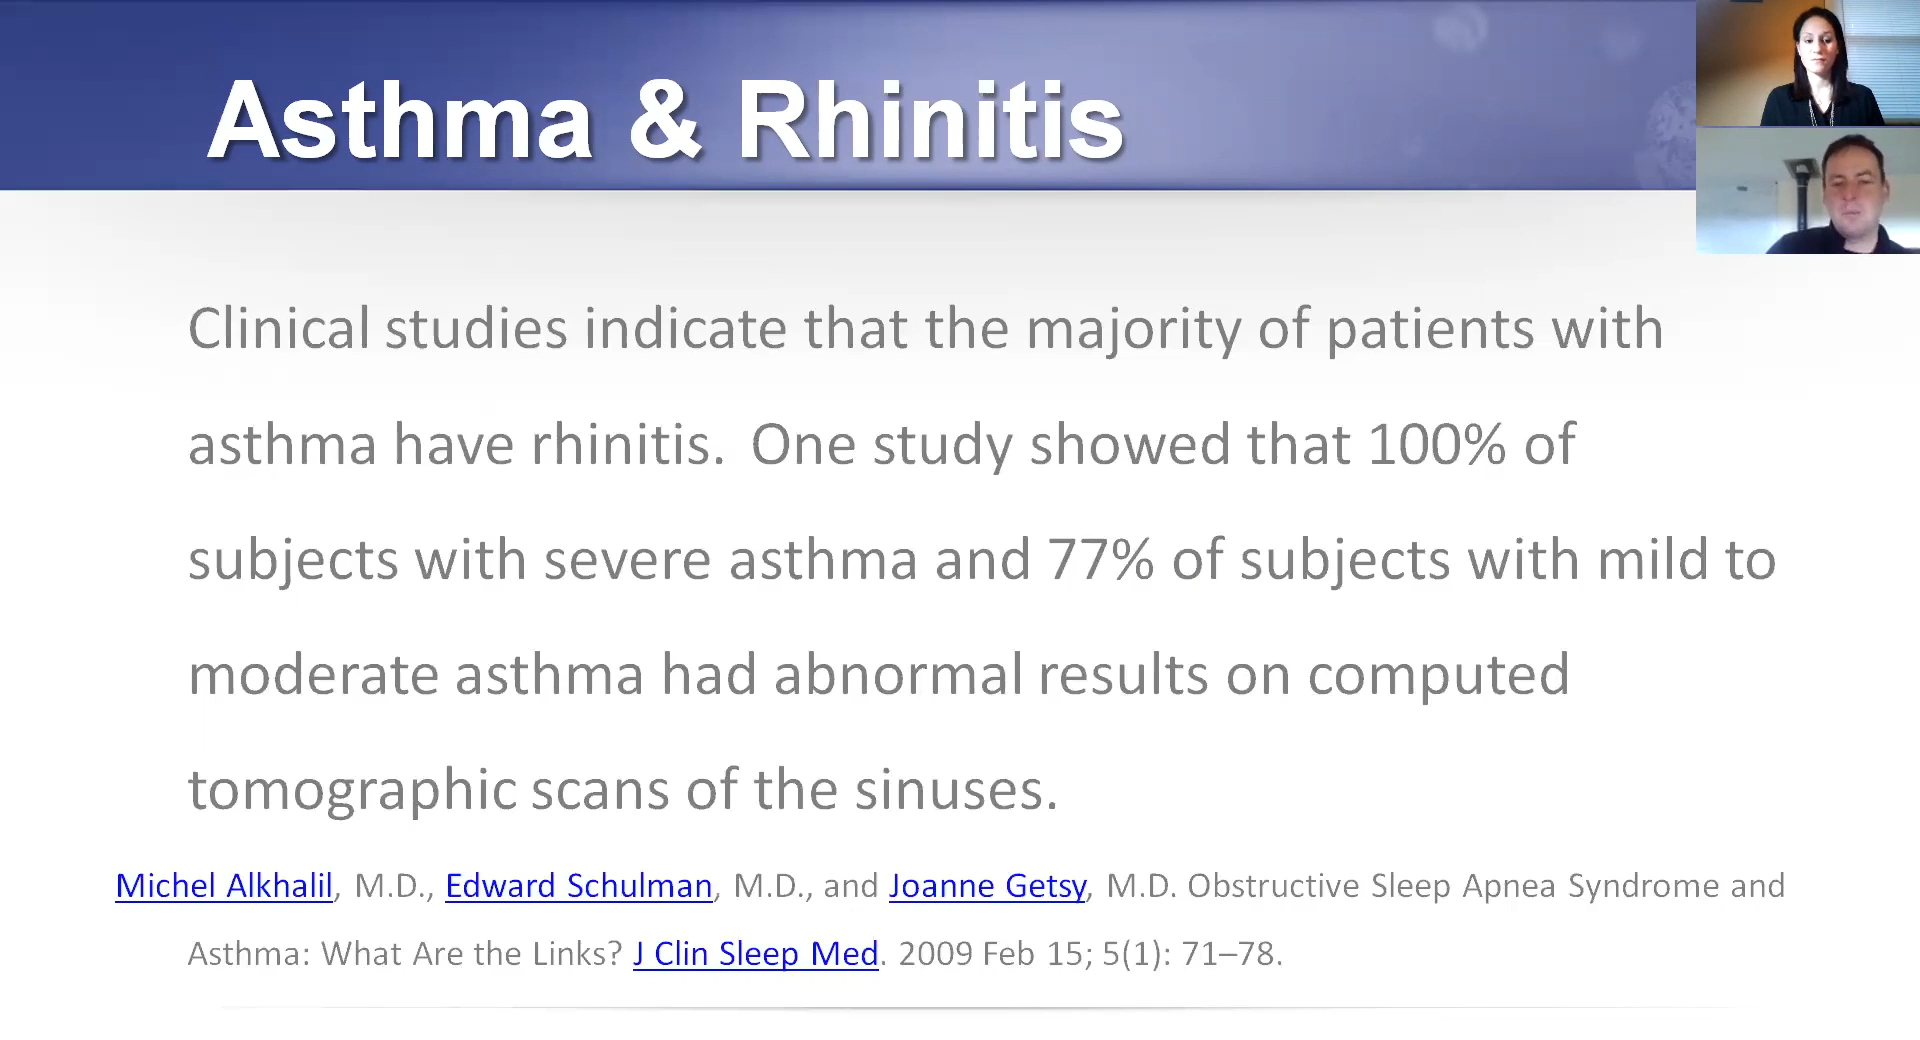 Asthma & Rhinitis
Clinical studies indicate that the majority of patients with
asthma have rhinitis.  One study showed that 100% of
subjects with severe asthma and 77% of subjects with mild to
moderate asthma had abnormal results on computed
tomographic scans of the sinuses.
Michel Alkhalil, M.D., Edward Schulman, M.D., and Joanne Getsy, M.D. Obstructive Sleep Apnea Syndrome and
Asthma: What Are the Links? J Clin Sleep Med. 2009 Feb 15; 5(1): 71–78.